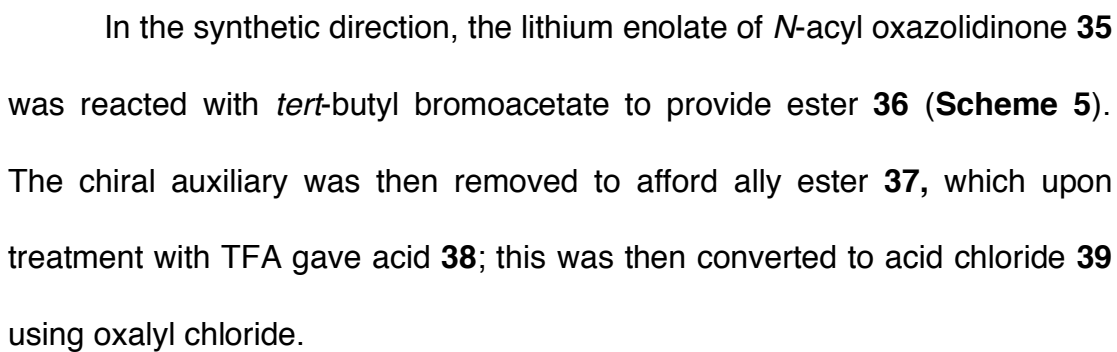 In the synthetic direction, the lithium enolate of N-acyl oxazolidinone 35
was reacted with tert-butyl bromoacetate to provide ester 36 (Scheme 5).
The chiral auxiliary was then removed to afford ally ester 37, which upon
treatment with TFA gave acid 38; this was then converted to acid chloride 39
using oxalyl chloride.